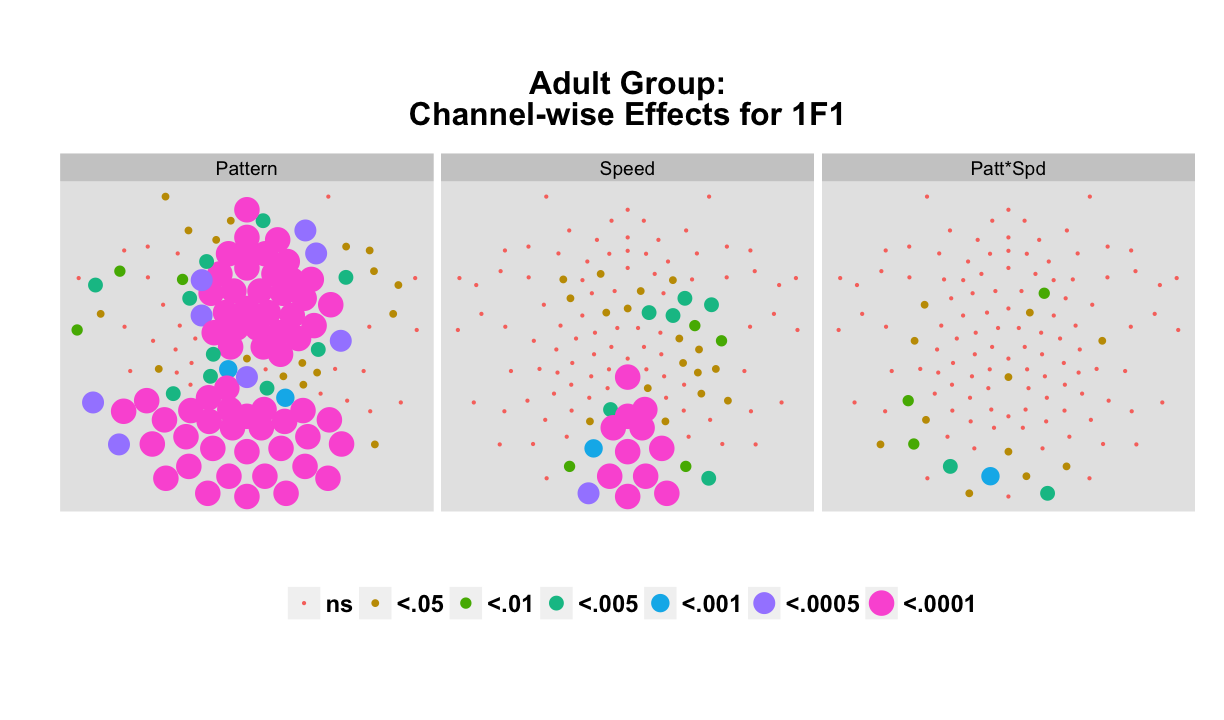 Adult Group:
Channel-wise Effects for 1F1
Pattern Speed Patt*Spd
ns <.05 <.01 <.005 <.001 <.0005 <.0001